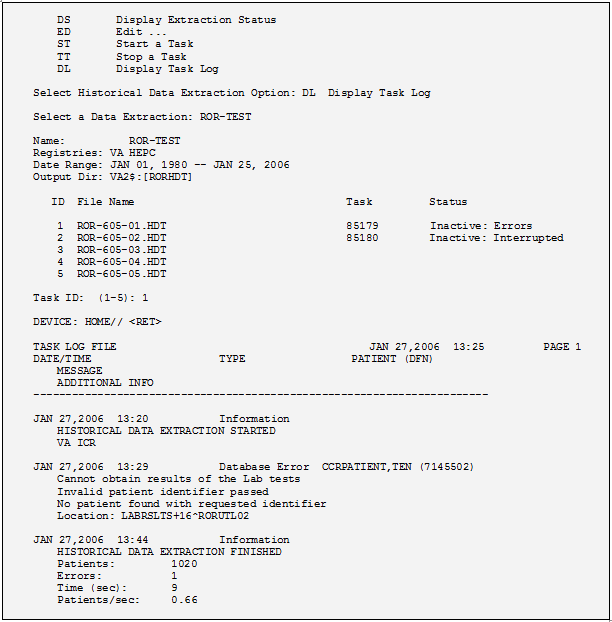 DS Display Extraction Status
ED Edit ...
ST Start a Task
TT Stop a Task
DL Display Task Log
Select Historical Data Extraction Option: DL Display Task Log
Select a Data Extraction: ROR-TEST
Name: ROR-TEST
Registries: VA HEPC
Date Range: JAN 01, 1980 -- JAN 25, 2006
Output Dir: VA2$:[RORHDT]
ID File Name Task Status
1 ROR-605-01.HDT 85179 Inactive: Errors
2 ROR-605-02.HDT 85180 Inactive: Interrupted
3 ROR-605-03.HDT
4 ROR-605-04.HDT
5 ROR-605-05.HDT
Task ID: (1-5): 1
DEVICE: HOME// <RET>
TASK LOG FILE JAN 27,2006 13:25 PAGE 1
DATE/TIME TYPE PATIENT (DFN)
MESSAGE
ADDITIONAL INFO
-----------------------------------------------------------------------
JAN 27,2006 13:20 Information
HISTORICAL DATA EXTRACTION STARTED
VA ICR
JAN 27,2006 13:29 Database Error CCRPATIENT,TEN (7145502)
Cannot obtain results of the Lab tests
Invalid patient identifier passed
No patient found with requested identifier
Location: LABRSLTS+16^RORUTL02
JAN 27,2006 13:44 Information
HISTORICAL DATA EXTRACTION FINISHED
Patients: 1020
Errors: 1
Time (sec): 9
Patients/sec: 0.66